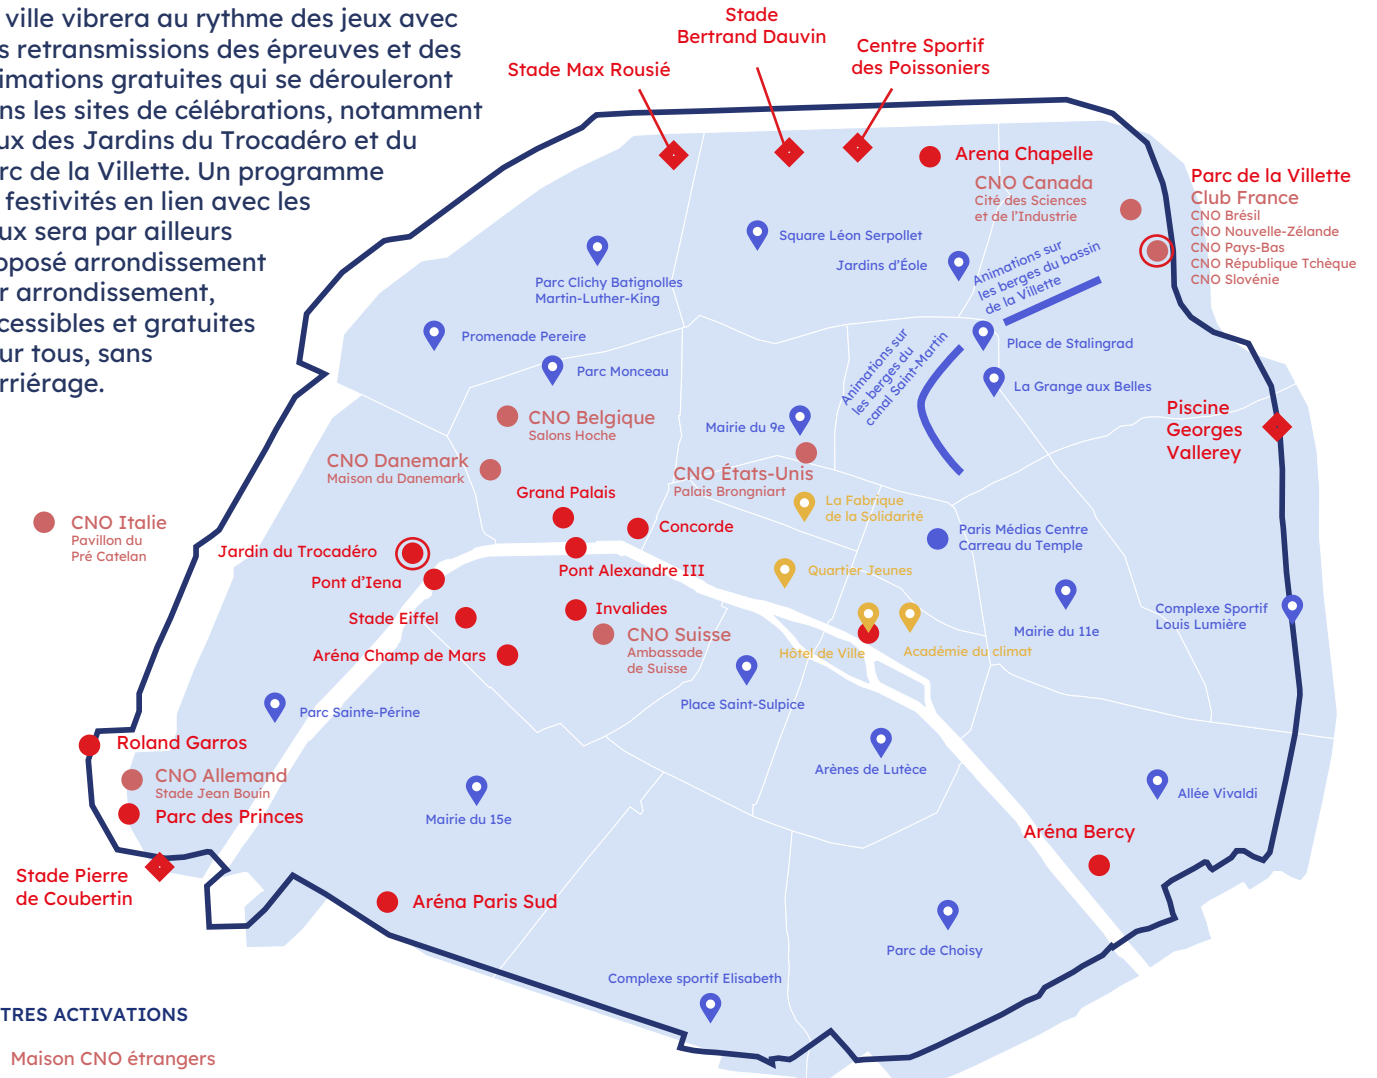 ville vibrera au rythme des jeux avec
s retransmissions des épreuves et des
imations gratuites qui se dérouleront
ns les sites de célébrations, notamment
ux des Jardins du Trocadéro et du
rc de la Villette. Un programme
festivités en lien avec les
ux sera par ailleurs
oposé arrondissement
r arrondissement,
cessibles et gratuites
ur tous, sans
rriérage.
Stade
Bertrand Dauvin
Centre Sportif
des Poissoniers
Stade Max Rousié
Arena Chapelle
CNO Canada
Cité des Sciences
et de l'Industrie
Parc de la Villette
Club France
CNO Brésil
CNO Nouvelle-Zélande
CNO Pays-Bas
CNO République Tchèque
CNO Slovénie
Square Léon Serpollet
Jardins d'Éole
Animations sur
les berges du bassin
de la Villette
Parc Clichy Batignolles
Martin-Luther-King
Promenade Pereire
Parc Monceau
Place de Stalingrad
La Grange aux Belles
Animations sur
les berges du
canal Saint-Martin
Piscine
Georges
Vallerey
CNO Belgique
Salons Hoche
Mairie du 9e
CNO Danemark
Maison du Danemark
CNO États-Unis
Palais Brongniart
Grand Palais
La Fabrique
de la Solidarité
CNO Italie
Pavillon du
Pré Catelan
Concorde
Paris Médias Centre
Carreau du Temple
Jardin du Trocadéro
Pont Alexandre III
Quartier Jeunes
Pont d'Iena
Stade Eiffel
Invalides
CNO Suisse
Ambassade
de Suisse
Complexe Sportif
Louis Lumière
Mairie du 11e
Aréna Champ de Mars
Hôtel de Ville
Académie du climat
Place Saint-Sulpice
Parc Sainte-Périne
Roland Garros
CNO Allemand
Stade Jean Bouin
Parc des Princes
Arènes de Lutèce
Allée Vivaldi
Mairie du 15e
Aréna Bercy
Stade Pierre
de Coubertin
Aréna Paris Sud
Parc de Choisy
Complexe sportif Elisabeth
TRES ACTIVATIONS
Maison CNO étrangers